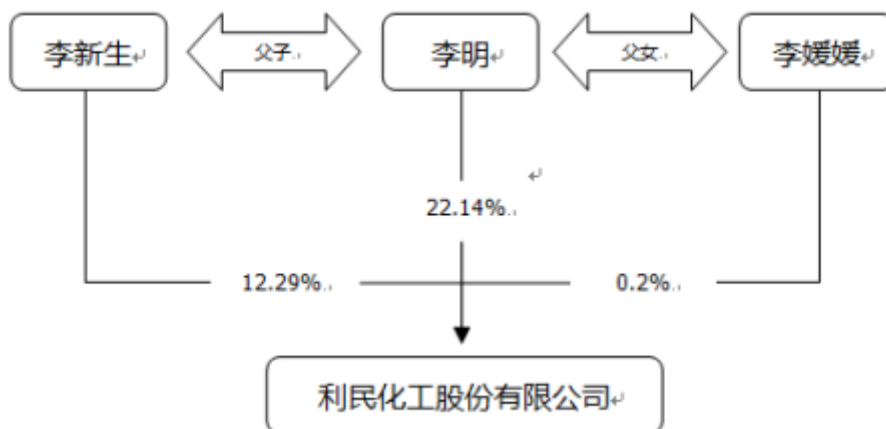 李新生
父子
李明
父女
李媛媛
22.14%
12.29%
0.2%
利民化工股份有限公司